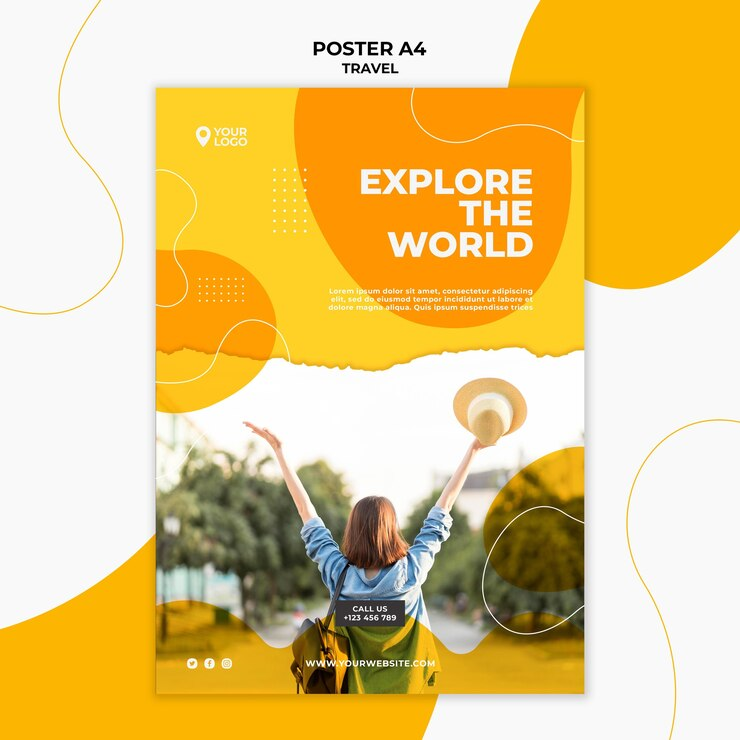 POSTER A4
TRAVEL
YOUR
LOGO
EXPLORE
THE
WORLD
Lorem ipsum dolor sit amet, consectetur adipiscing
elit, sed do eiusmod tempor incididunt ut labore et
dolore magna aliqua. Quis ipsum suspendisse trices
CALL US
+123 456 789
WWW.YOURWEBSITE.COM